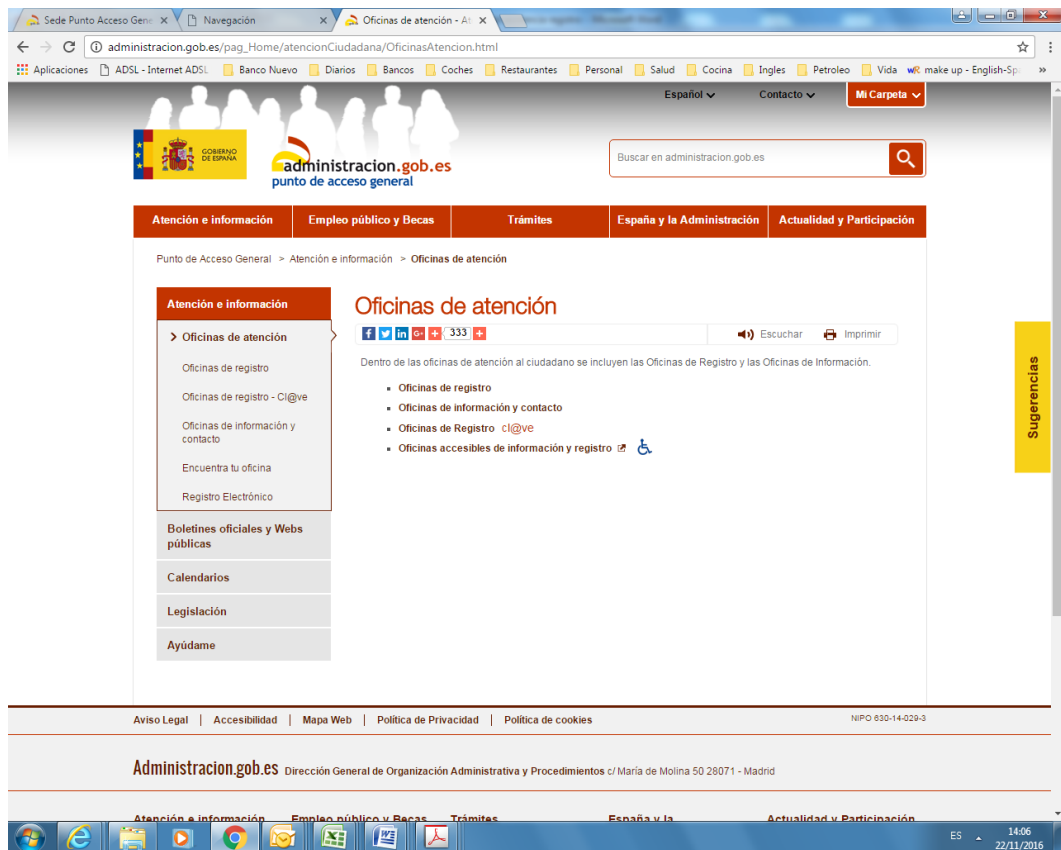 Sede Punto Acceso Gene
Navegación
Oficinas de atención - At
administracion.gob.es/pag_Home/atencionCiudadana/OficinasAtencion.html
Aplicaciones
ADSL - Internet ADSL
Banco Nuevo
Diarios
Bancos
Coches
Restaurantes
Personal
Salud
Cocina
Ingles
Petroleo
Vida
wR make up - English-Sp
»
Español
Contacto
Mi Carpeta
GOBIERNO
DE ESPAÑA
administracion.gob.es
punto de acceso general
Buscar en administracion.gob.es
Atención e información
Empleo público y Becas
Trámites
España y la Administración
Actualidad y Participación
Punto de Acceso General > Atención e información > Oficinas de atención
Atención e información
Oficinas de atención
Oficinas de registro
Oficinas de registro - Cl@ve
Oficinas de información y
contacto
Encuentra tu oficina
Registro Electrónico
Boletines oficiales y Webs
públicas
Calendarios
Legislación
Ayúdame
Oficinas de atención
333
Escuchar
Imprimir
Dentro de las oficinas de atención al ciudadano se incluyen las Oficinas de Registro y las Oficinas de Información.
Oficinas de registro
Oficinas de información y contacto
Oficinas de Registro cl@ve
Oficinas accesibles de información y registro
Sugerencias
Aviso Legal | Accesibilidad | Mapa Web | Política de Privacidad | Política de cookies
NIPO 630-14-029-3
Administracion.gob.es Dirección General de Organización Administrativa y Procedimientos c/ María de Molina 50 28071 - Madrid
Atención e información
Empleo público y Becas
Trámites
España y la
Actualidad y Participación
ES
14:06
22/11/2016